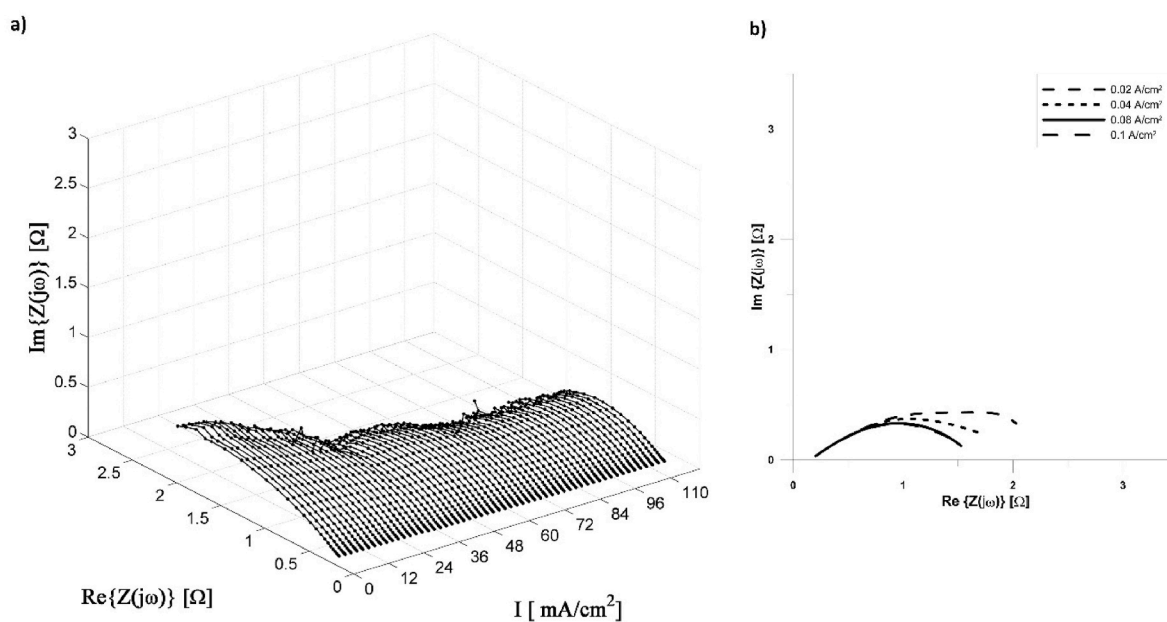 a)
3
2.5
2
1.5
1
0.5
0
Im{Z(jω)} [Ω]
3
2.5
2
1.5
1
0.5
0
Re{Z(jω)} [Ω]
0
12
24
36
48
60
72
84
96
110
I [ mA/cm²]
b)
0.02 A/cm²
0.04 A/cm²
0.08 A/cm²
0.1 A/cm²
3
2
1
0
Im {Z(jω)} [Ω]
0
1
2
3
Re {Z(jω)} [Ω]